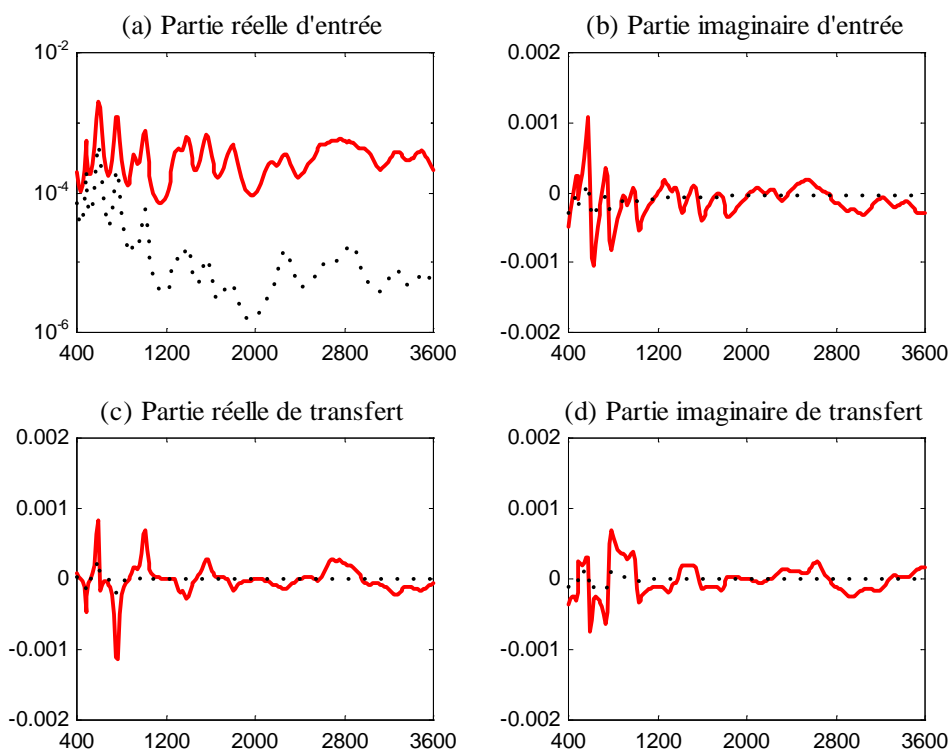 (a) Partie réelle d'entrée
10-2
10-4
10-6
400 1200 2000 2800 3600
(b) Partie imaginaire d'entrée
0.002
0.001
0
-0.001
-0.002
400 1200 2000 2800 3600
(c) Partie réelle de transfert
0.002
0.001
0
-0.001
-0.002
400 1200 2000 2800 3600
(d) Partie imaginaire de transfert
0.002
0.001
0
-0.001
-0.002
400 1200 2000 2800 3600